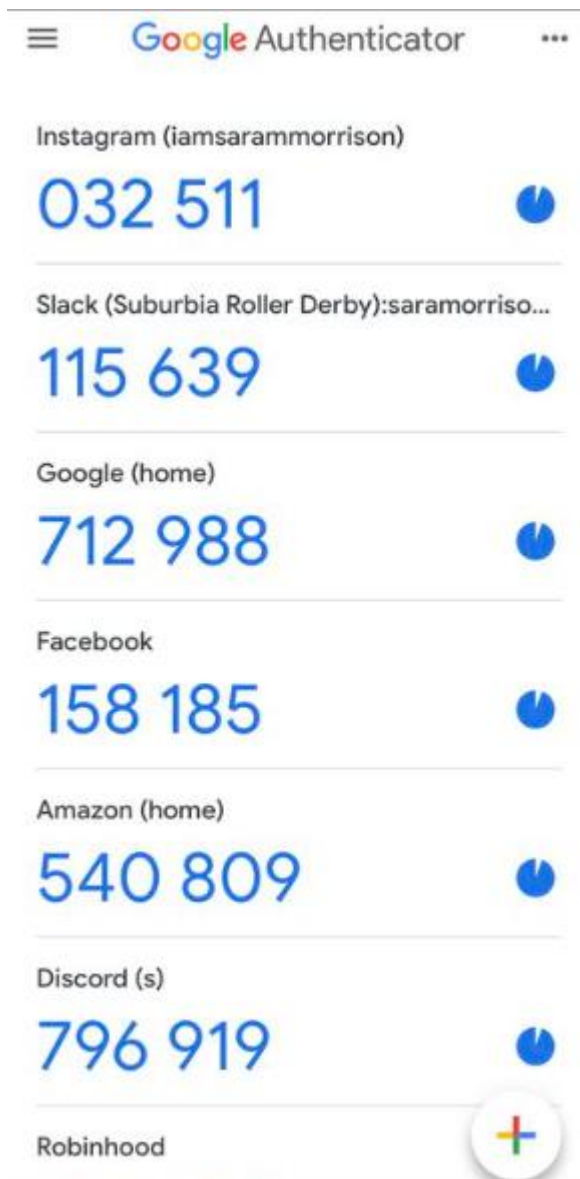 Google Authenticator
Instagram (iamsarammorrison)
032 511
Slack (Suburbia Roller Derby):saramorriso...
115 639
Google (home)
712 988
Facebook
158 185
Amazon (home)
540 809
Discord (s)
796 919
Robinhood